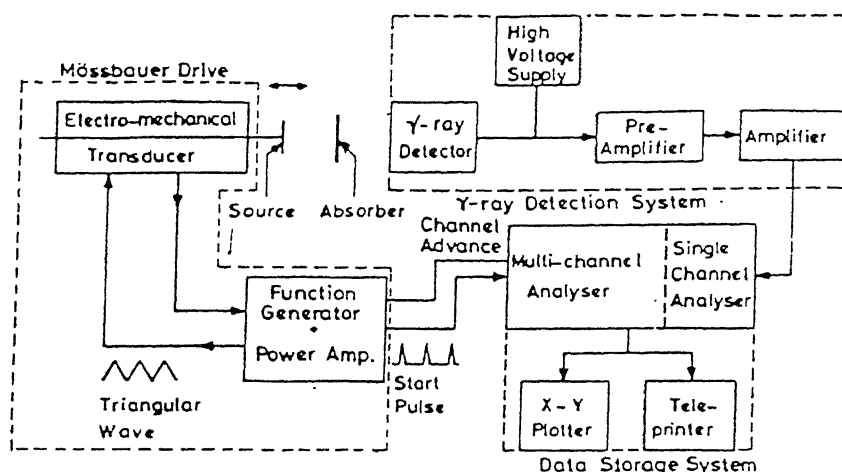 High
Voltage
Supply
Mössbauer Drive
Electro-mechanical
Transducer
γ-ray
Detector
Pre-
Amplifier
Amplifier
Source
Absorber
γ-ray Detection System
Channel
Advance
Multi-channel
Analyser
Single
Channel
Analyser
Function
Generator
+
Power Amp.
Triangular
Wave
Start
Pulse
X-Y
Plotter
Tele-
printer
Data Storage System